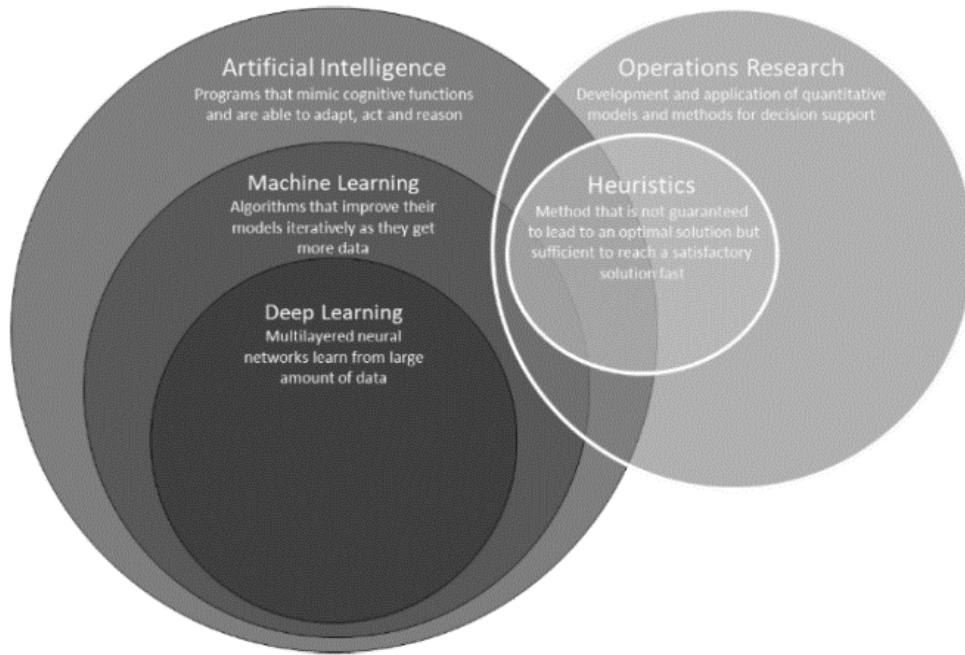 Artificial Intelligence
Programs that mimic cognitive functions
and are able to adapt, act and reason
Machine Learning
Algorithms that improve their
models iteratively as they get
more data
Deep Learning
Multilayered neural
networks learn from large
amount of data
Operations Research
Development and application of quantitative
models and methods for decision support
Heuristics
Method that is not guaranteed
to lead to an optimal solution but
sufficient to reach a satisfactory
solution fast